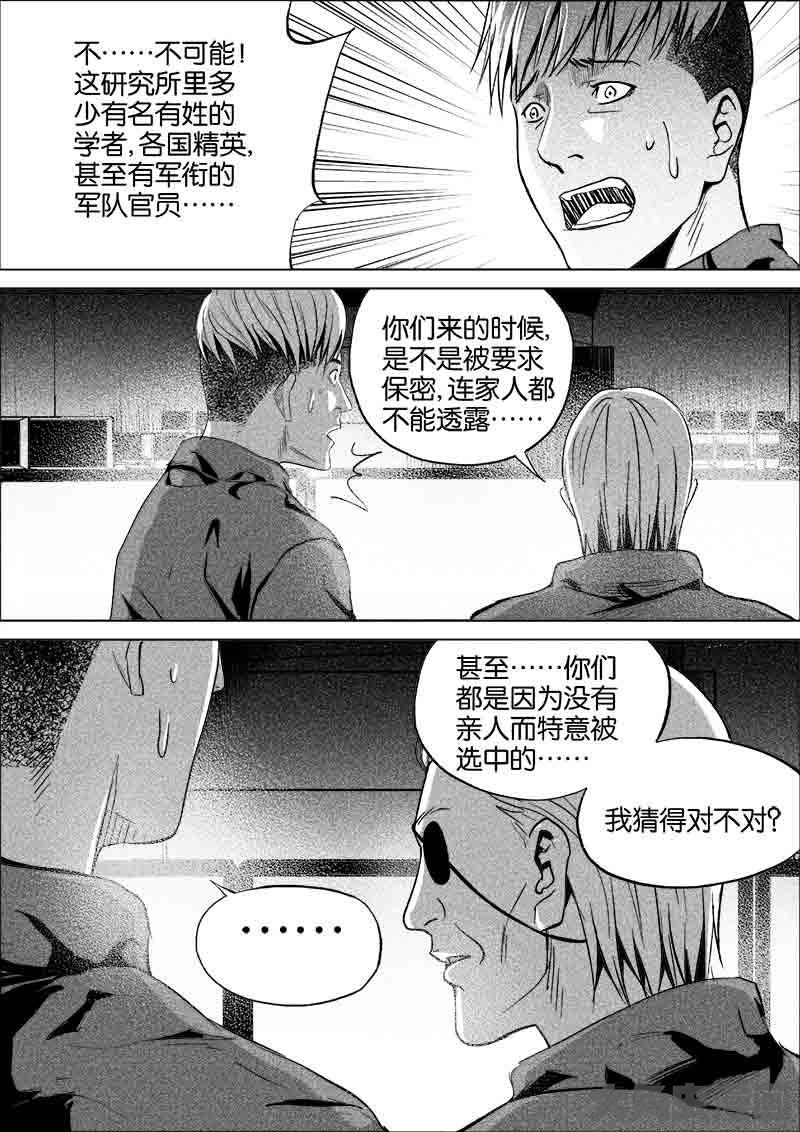 不……不可能！
这研究所里多
少有名有姓的
学者,各国精英,
甚至有军衔的
军队官员……
你们来的时候,
是不是被要求
保密,连家人都
不能透露……
甚至……你们
都是因为没有
亲人而特意被
选中的……
我猜得对不对？
……